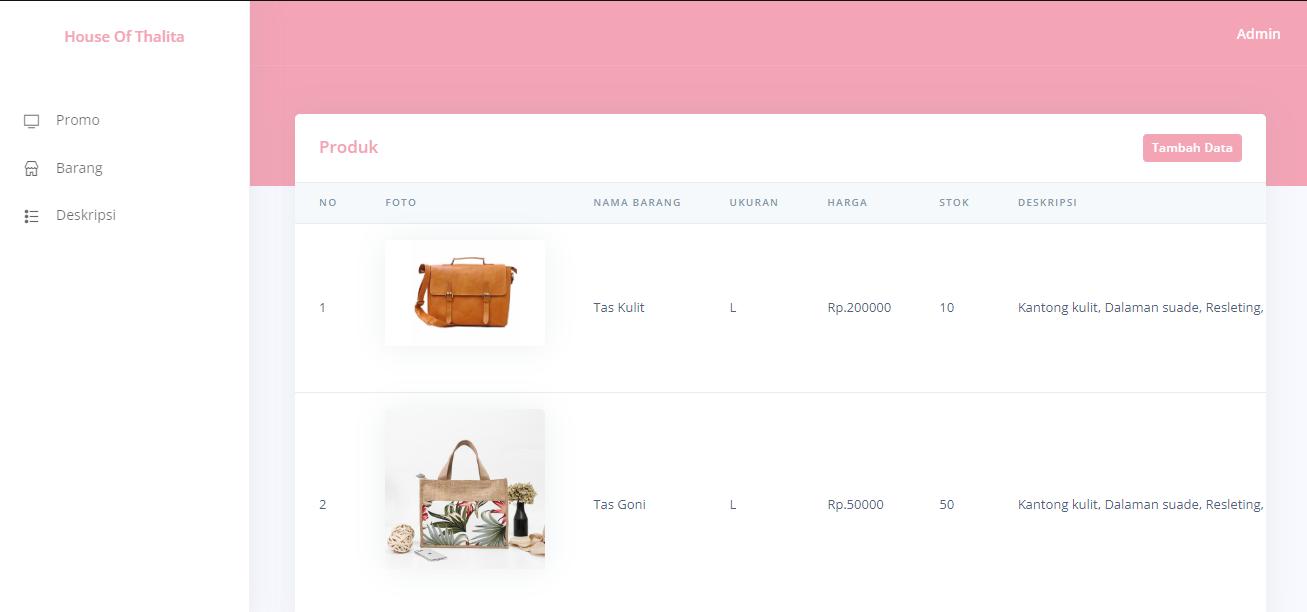 House Of Thalita
Admin
Promo
Barang
Deskripsi
Produk
Tambah Data
NO FOTO NAMA BARANG UKURAN HARGA STOK DESKRIPSI
1 Tas Kulit L Rp.200000 10 Kantong kulit, Dalaman suade, Resleting,
2 Tas Goni L Rp.50000 50 Kantong kulit, Dalaman suade, Resleting,